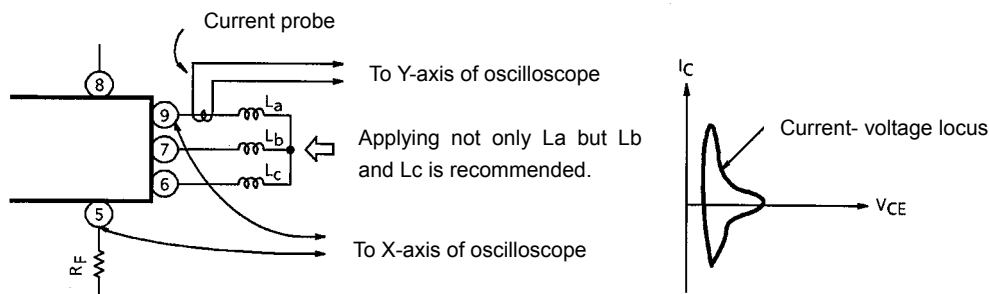 Current probe
To Y-axis of oscilloscope
8
9
La
7
Lb
Applying not only La but Lb
and Lc is recommended.
6
Lc
5
RF
To X-axis of oscilloscope
IC
Current- voltage locus
VCE